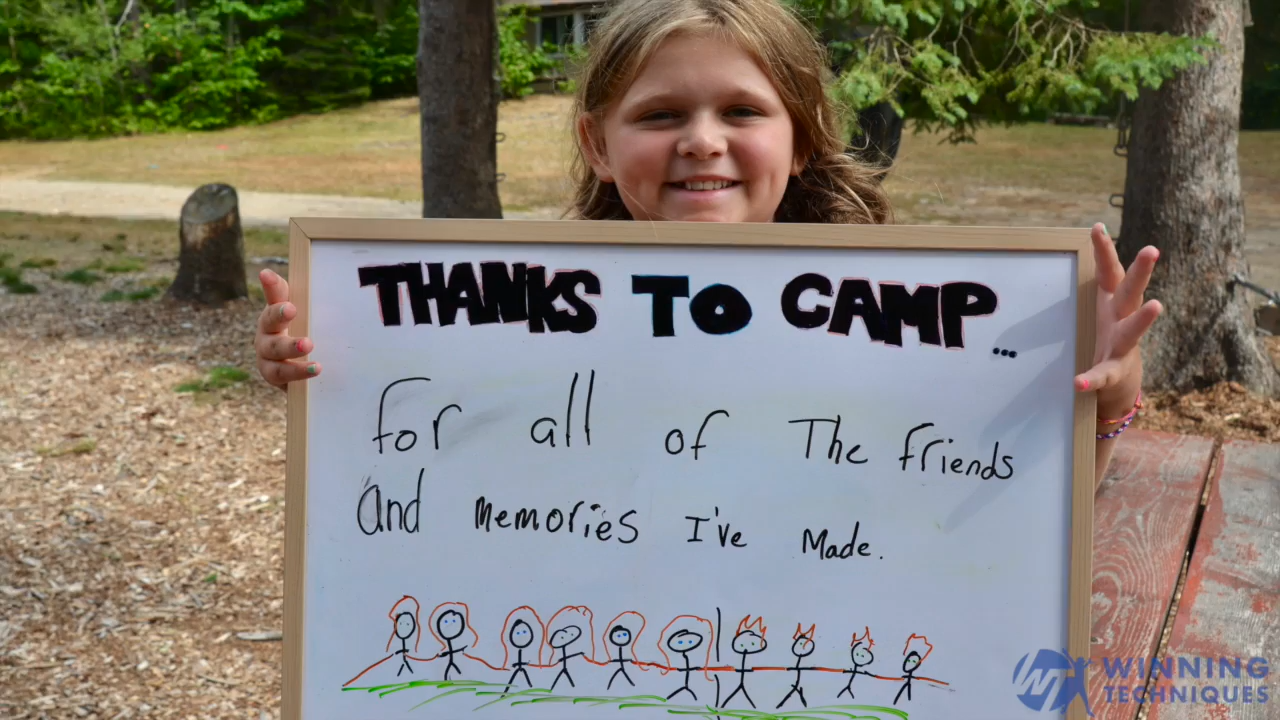 THANKS TO CAMP...
for all of The friends
And Memories I've Made.
WINNING
TECHNIQUES